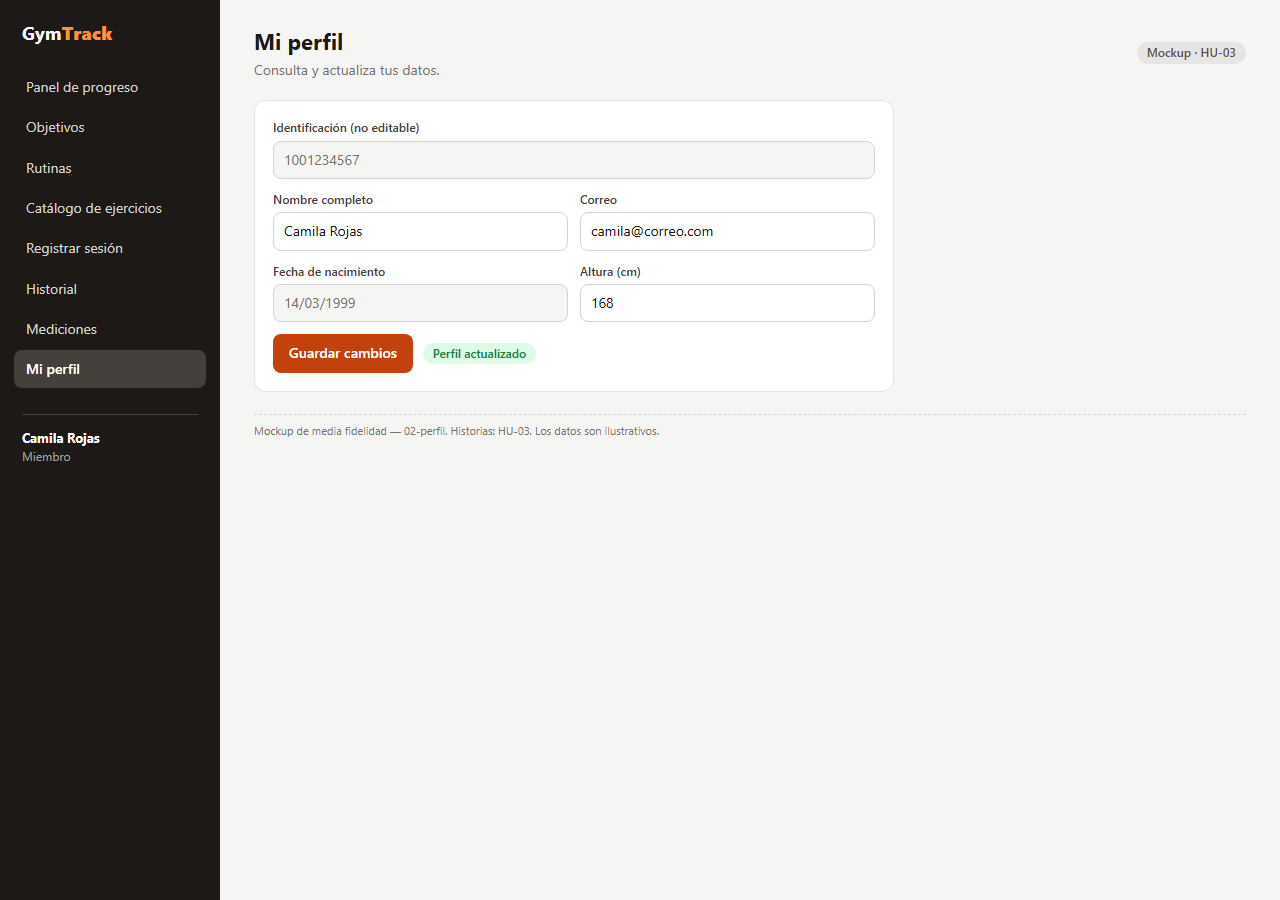 GymTrack
Panel de progreso
Objetivos
Rutinas
Catálogo de ejercicios
Registrar sesión
Historial
Mediciones
Mi perfil
Camila Rojas
Miembro
Mi perfil
Consulta y actualiza tus datos.
Mockup · HU-03
Identificación (no editable)
1001234567
Nombre completo
Camila Rojas
Correo
camila@correo.com
Fecha de nacimiento
14/03/1999
Altura (cm)
168
Guardar cambios
Perfil actualizado
Mockup de media fidelidad — 02-perfil. Historias: HU-03. Los datos son ilustrativos.